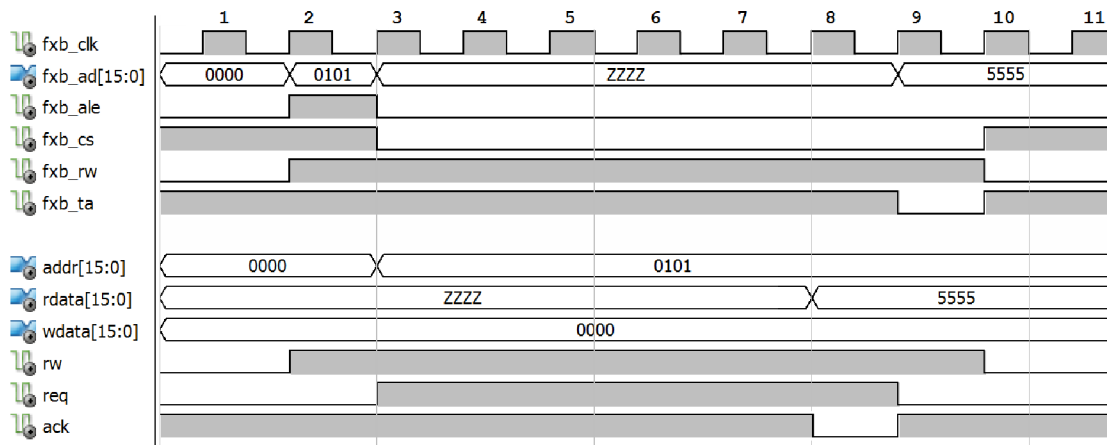 1 2 3 4 5 6 7 8 9 10 11
fxb_clk
fxb_ad[15:0] 0000 0101 ZZZZ 5555
fxb_ale
fxb_cs
fxb_rw
fxb_ta
addr[15:0] 0000 0101
rdata[15:0] ZZZZ 5555
wdata[15:0] 0000
rw
req
ack